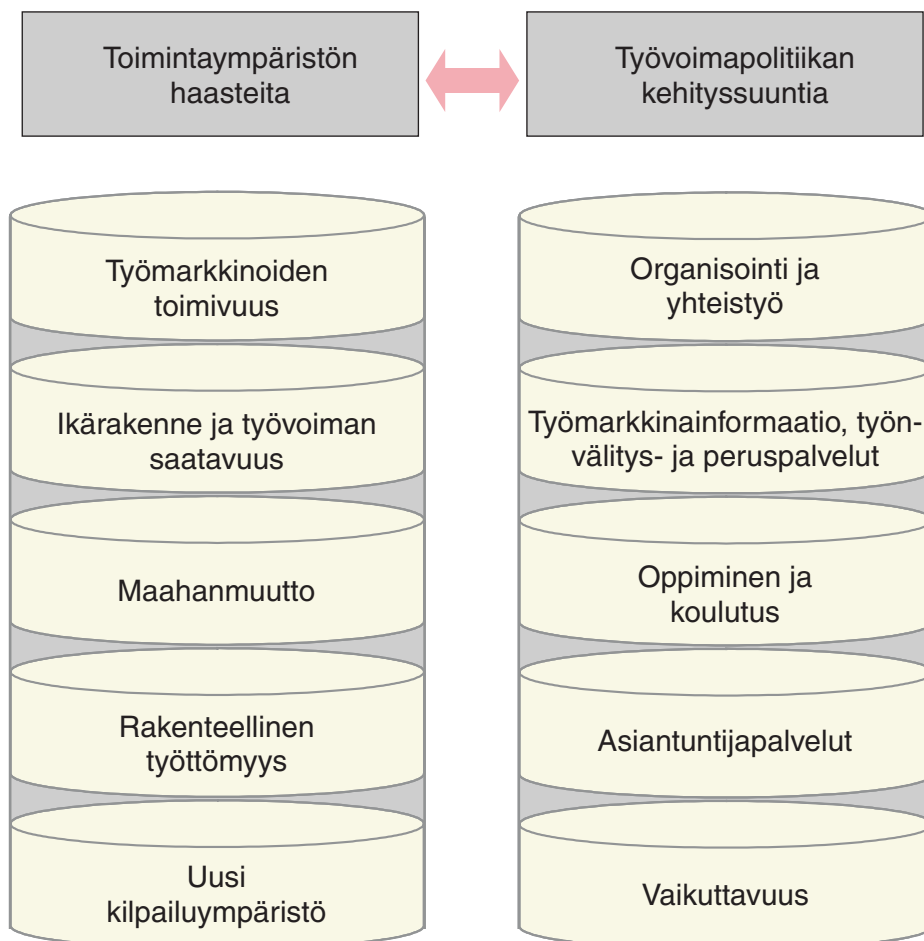 Toimintaympäristön
haasteita
Työvoimapolitiikan
kehityssuuntia
Työmarkkinoiden
toimivuus
Ikärakenne ja työvoiman
saatavuus
Maahanmuutto
Rakenteellinen
työttömyys
Uusi
kilpailuympäristö
Organisointi ja
yhteistyö
Työmarkkinainformaatio, työn-
välitys- ja peruspalvelut
Oppiminen ja
koulutus
Asiantuntijapalvelut
Vaikuttavuus